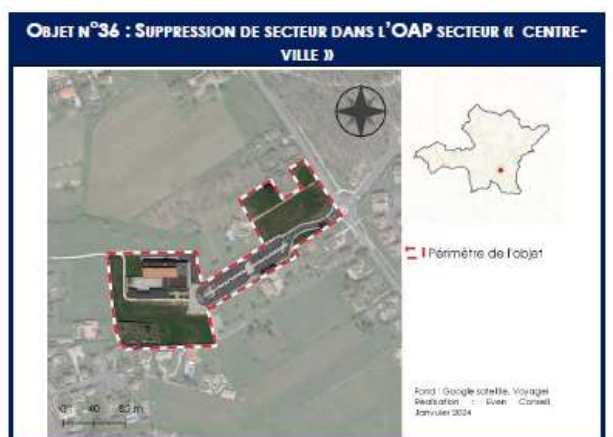 OBJET N°36 : SUPPRESSION DE SECTEUR DANS L'OAP SECTEUR « CENTRE-
VILLE »
Périmètre de l'objet
Fond : Google satellite, Voyager
Réalisation : Even Conseil
Janvier 2024
0 40 80 m